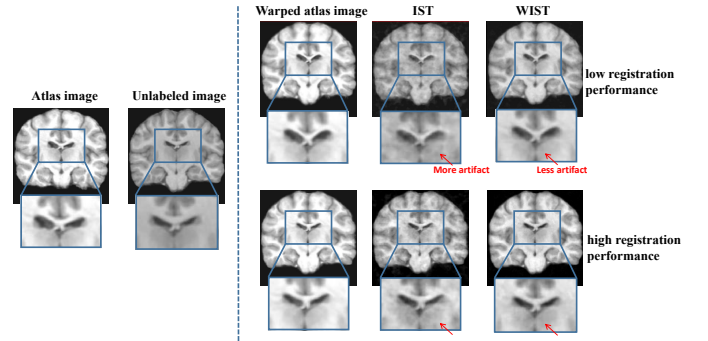 Warped atlas image IST WIST
low registration
performance
Atlas image Unlabeled image
More artifact Less artifact
high registration
performance